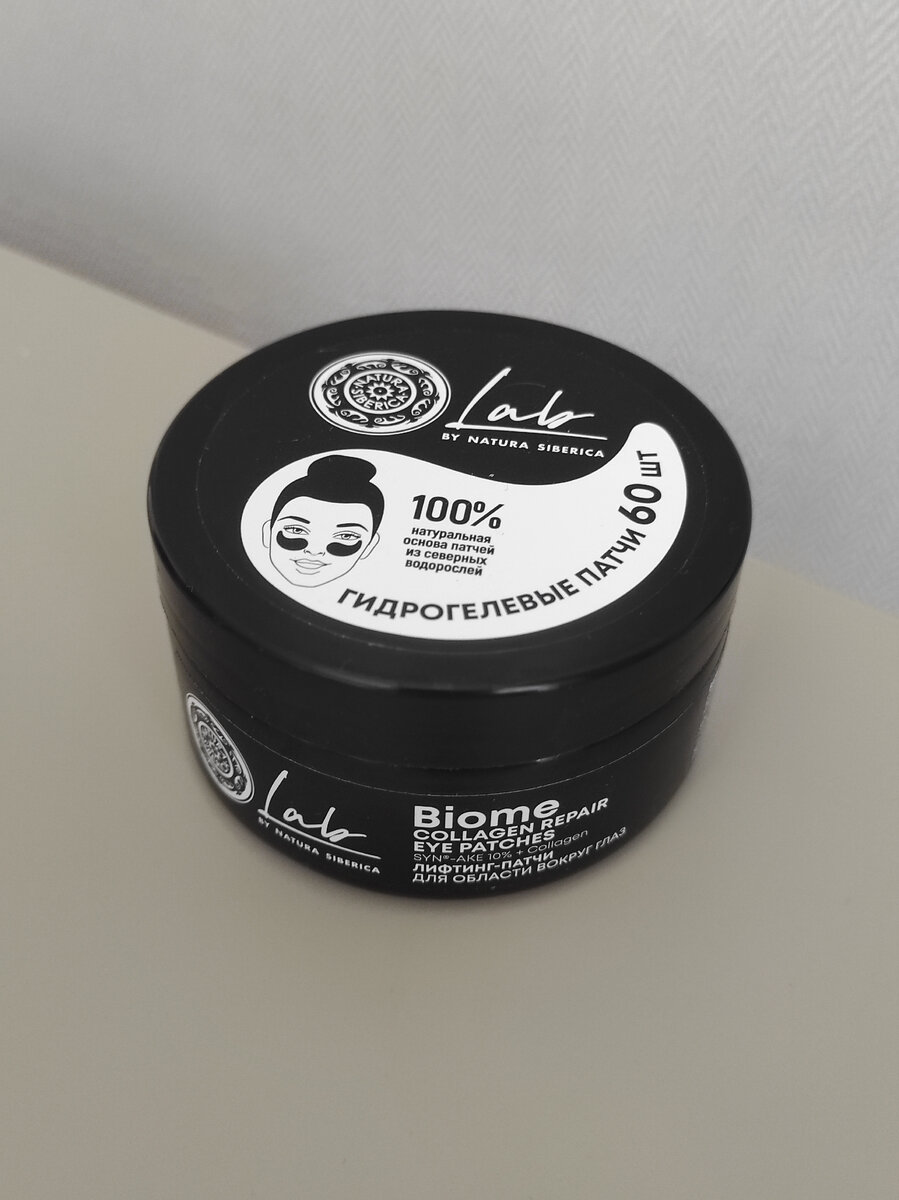 NATURA
SIBERICA
Lab
BY NATURA SIBERICA
100%
натуральная
основа патчей
из северных
водорослей
ГИДРОГЕЛЕВЫЕ ПАТЧИ 60 ШТ
Lab
BY NATURA SIBERICA
Biome
COLLAGEN REPAIR
EYE PATCHES
SYN®-AKE 10% + Collagen
ЛИФТИНГ-ПАТЧИ
ДЛЯ ОБЛАСТИ ВОКРУГ ГЛАЗ